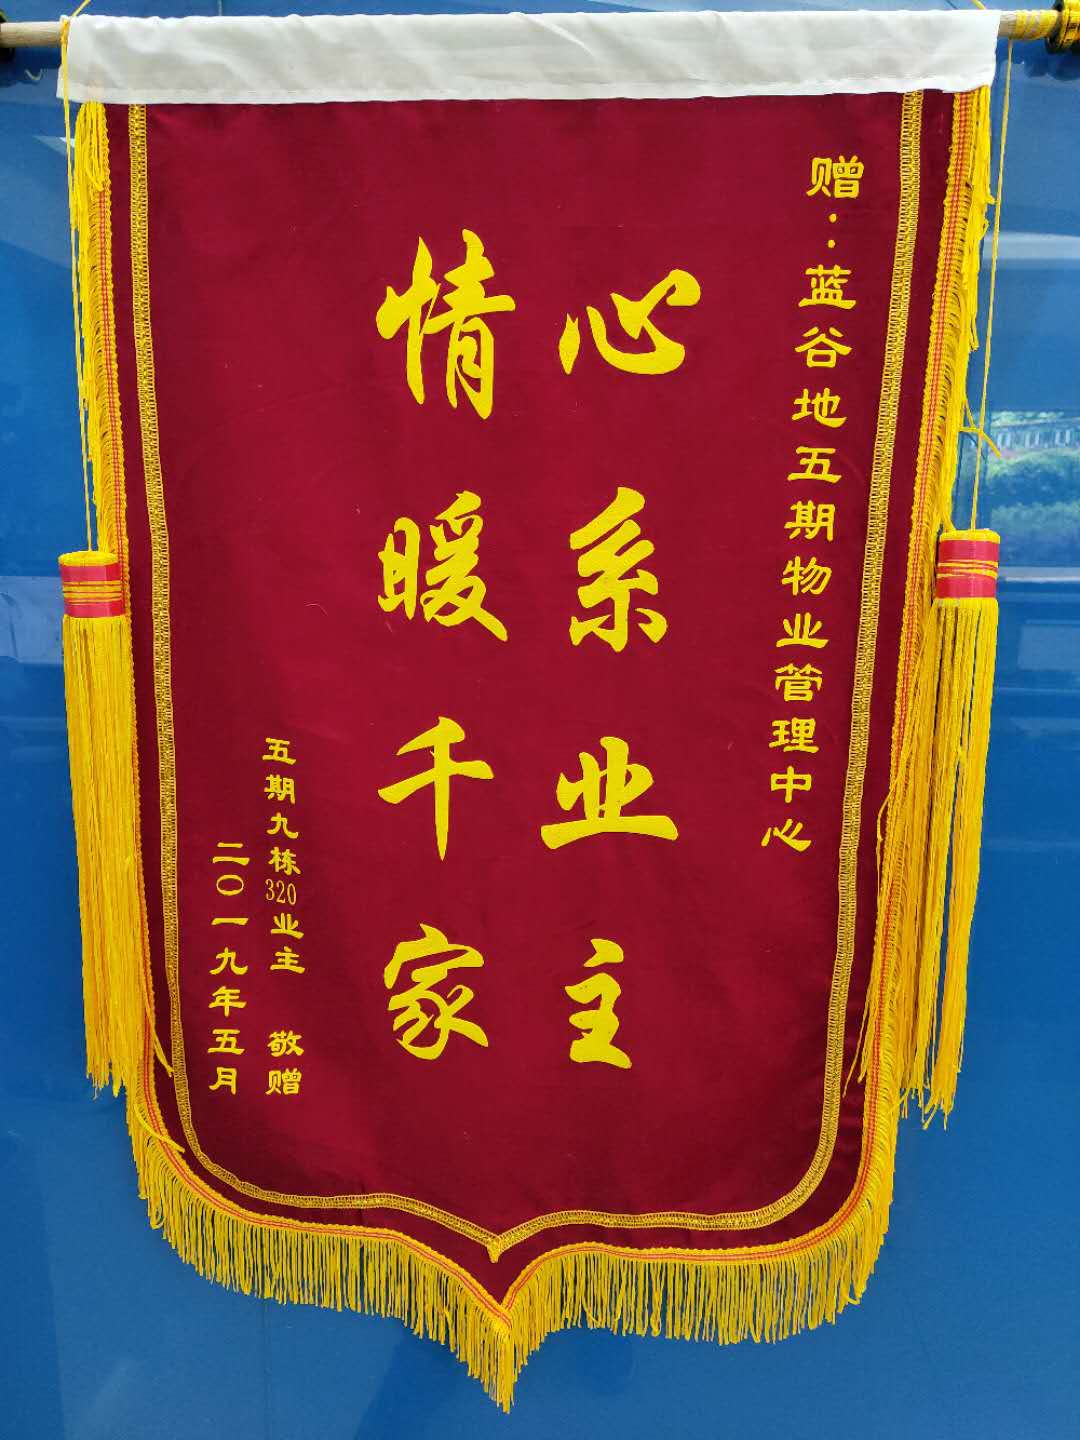 赠：蓝谷地五期物业管理中心
心系业主
情暖千家
五期九栋320业主 敬赠
二〇一九年五月